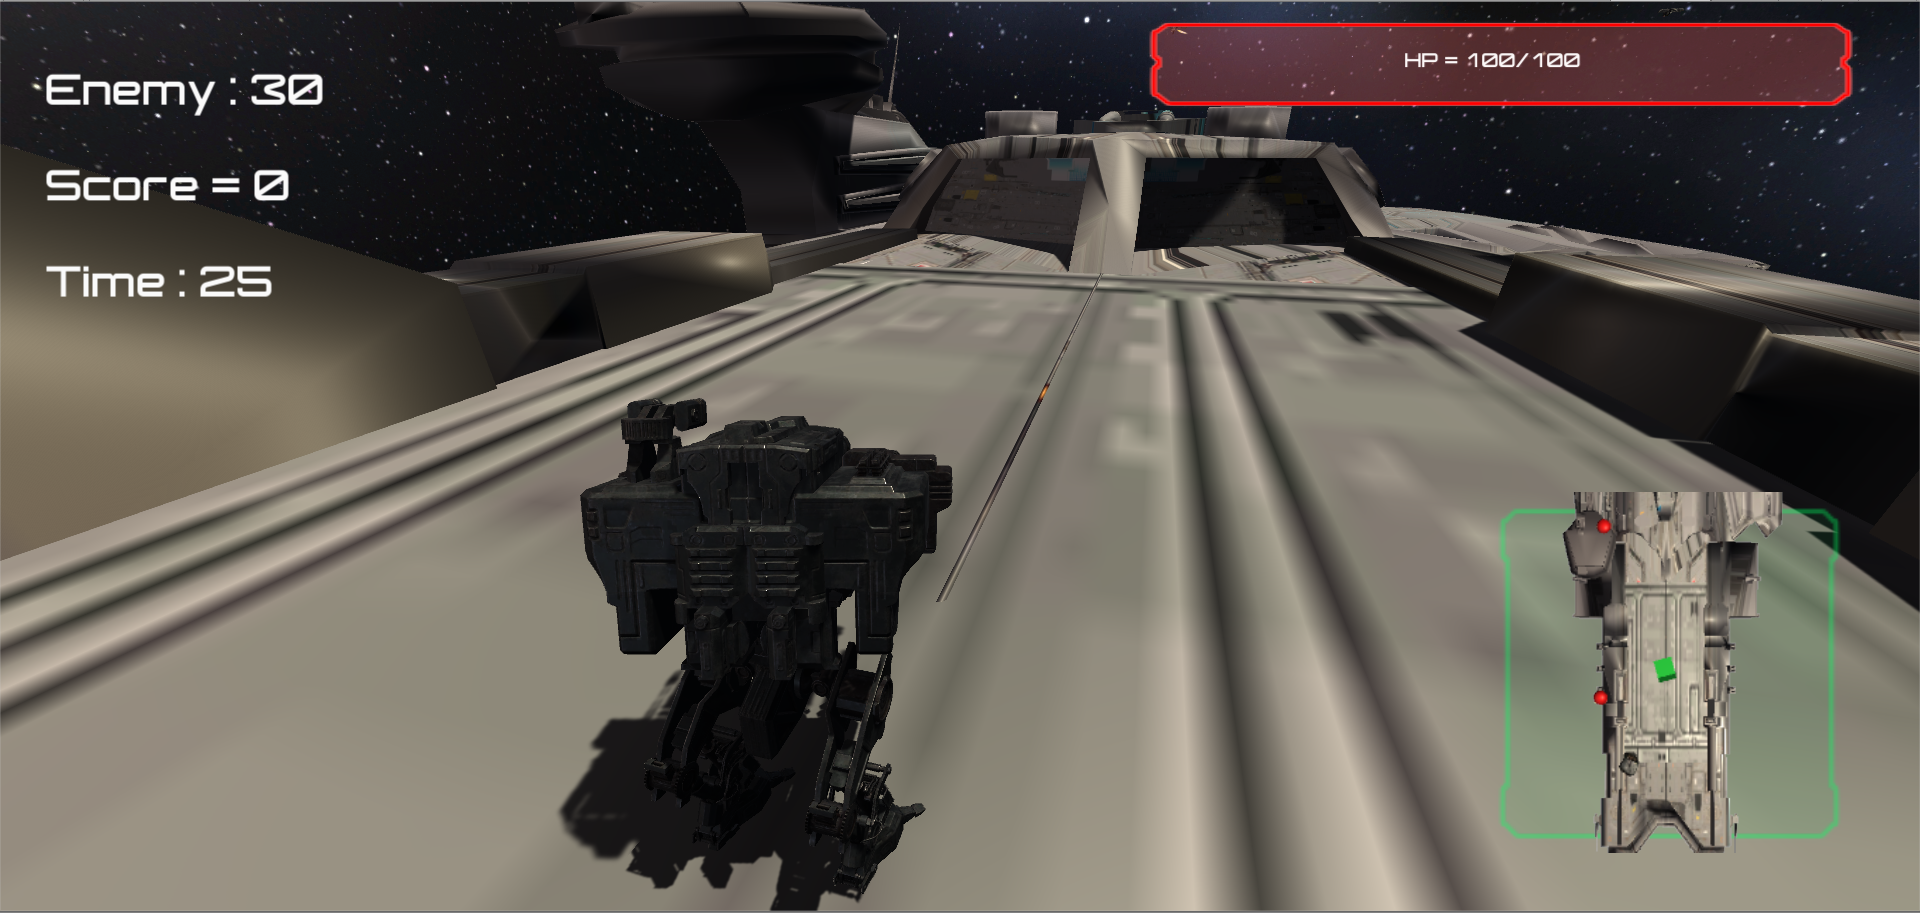 Enemy : 30
HP = 100/100
Score = 0
Time : 25